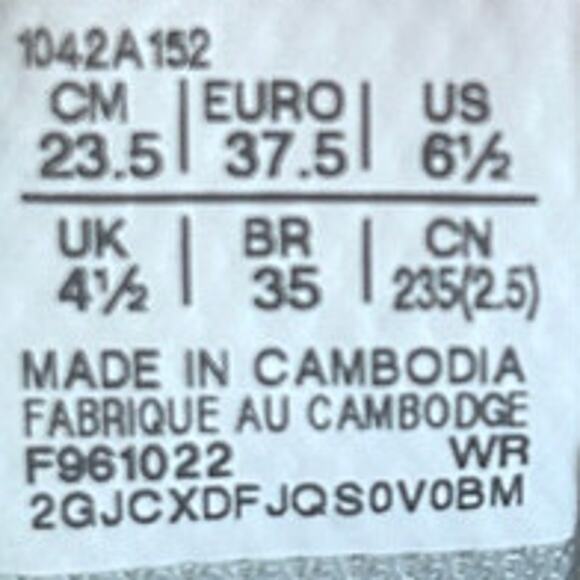 1042A152
CM EURO US
23.5 37.5 6½
UK BR CN
4½ 35 235(2.5)
MADE IN CAMBODIA
FABRIQUE AU CAMBODGE
F961022 WR
2GJCXDFJQS0V0BM